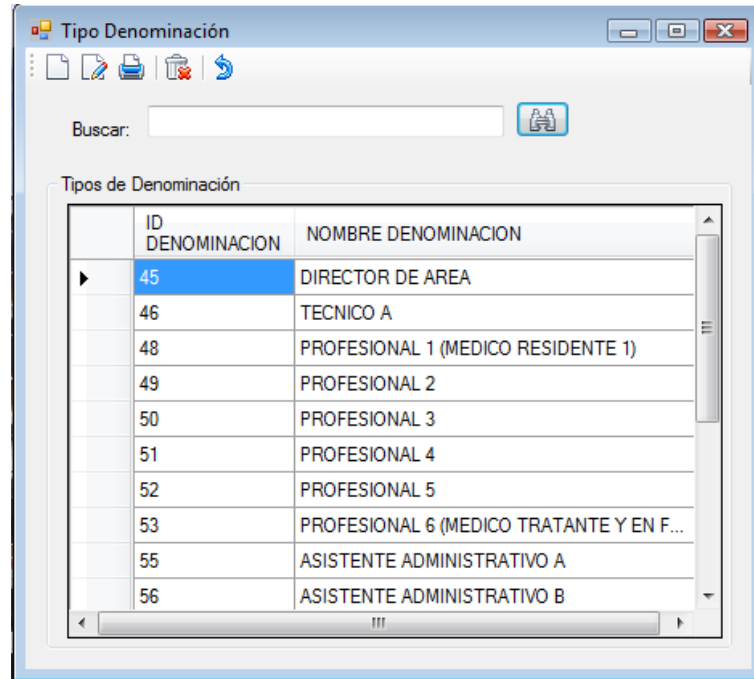 Tipo Denominación
Buscar:
Tipos de Denominación
ID DENOMINACION NOMBRE DENOMINACION
45 DIRECTOR DE AREA
46 TECNICO A
48 PROFESIONAL 1 (MEDICO RESIDENTE 1)
49 PROFESIONAL 2
50 PROFESIONAL 3
51 PROFESIONAL 4
52 PROFESIONAL 5
53 PROFESIONAL 6 (MEDICO TRATANTE Y EN F...
55 ASISTENTE ADMINISTRATIVO A
56 ASISTENTE ADMINISTRATIVO B